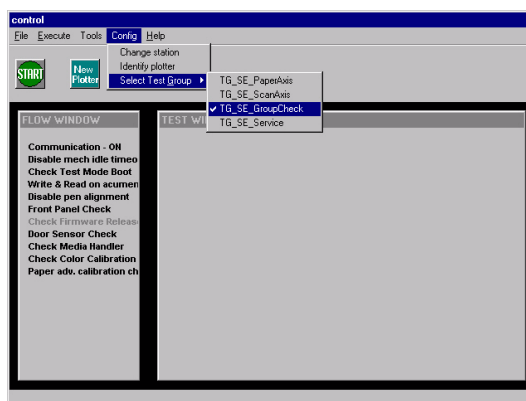 control
File Execute Tools Config Help
Change station
Identify plotter
Select Test Group
TG_SE_PaperAxis
TG_SE_ScanAxis
TG_SE_GroupCheck
TG_SE_Service
START
New
Plotter
FLOW WINDOW
TEST WI
Communication - ON
Disable mech idle timeo
Check Test Mode Boot
Write & Read on acumen
Disable pen alignment
Front Panel Check
Check Firmware Releas
Door Sensor Check
Check Media Handler
Check Color Calibration
Paper adv. calibration ch